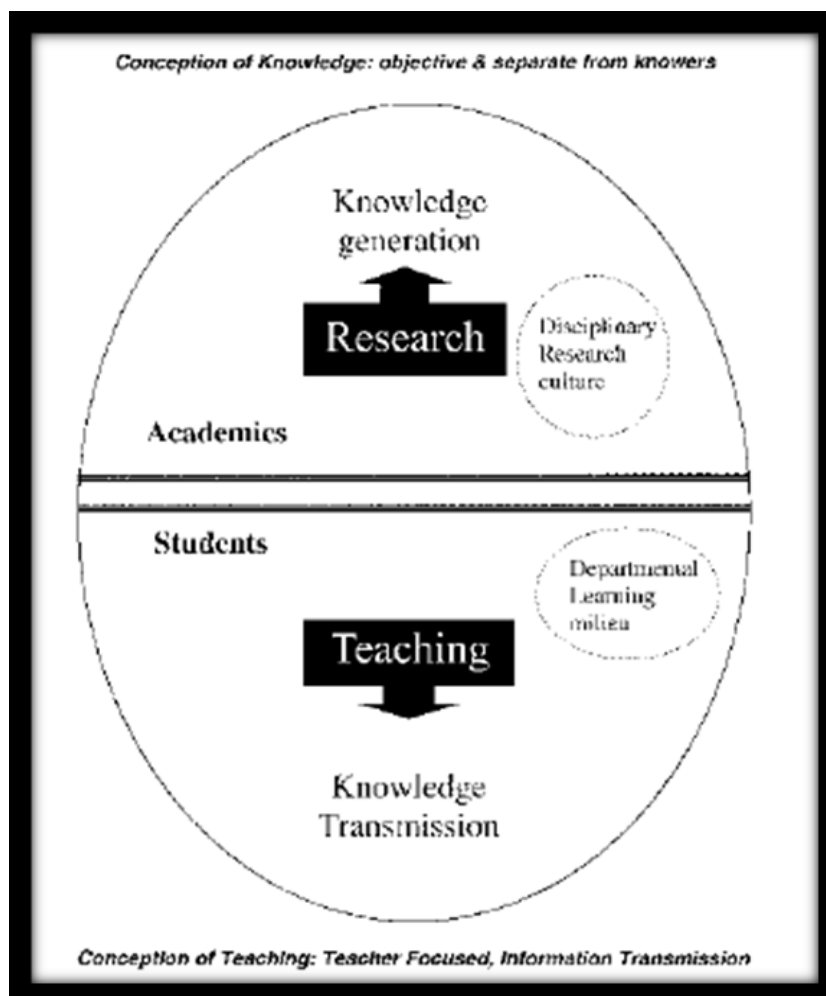 Conception of Knowledge: objective & separate from knowers
Knowledge
generation
Research
Disciplinary
Research
culture
Academics
Students
Departmental
Learning
milieu
Teaching
Knowledge
Transmission
Conception of Teaching: Teacher Focused, Information Transmission